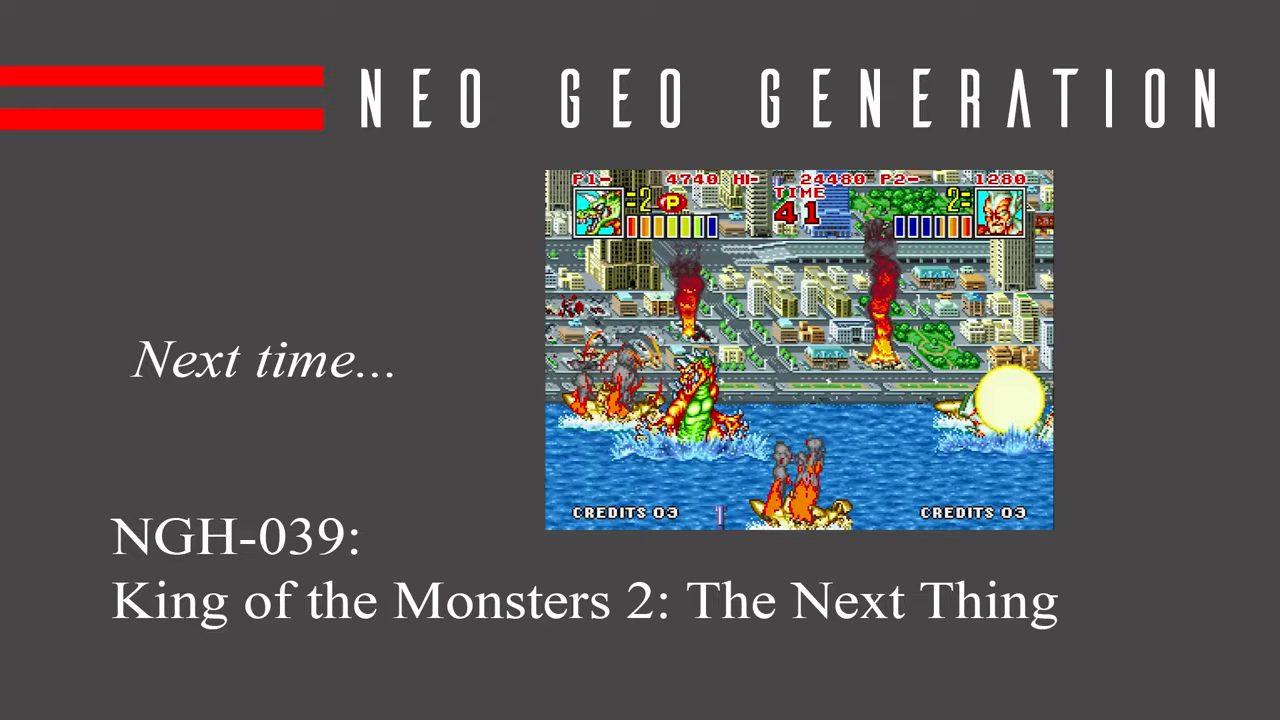 NEO GEO GENERATION
P1- 4740 HI- 24480 P2- 1280
TIME
=2 P 41 2=
Next time...
CREDITS 03 CREDITS 03
NGH-039:
King of the Monsters 2: The Next Thing